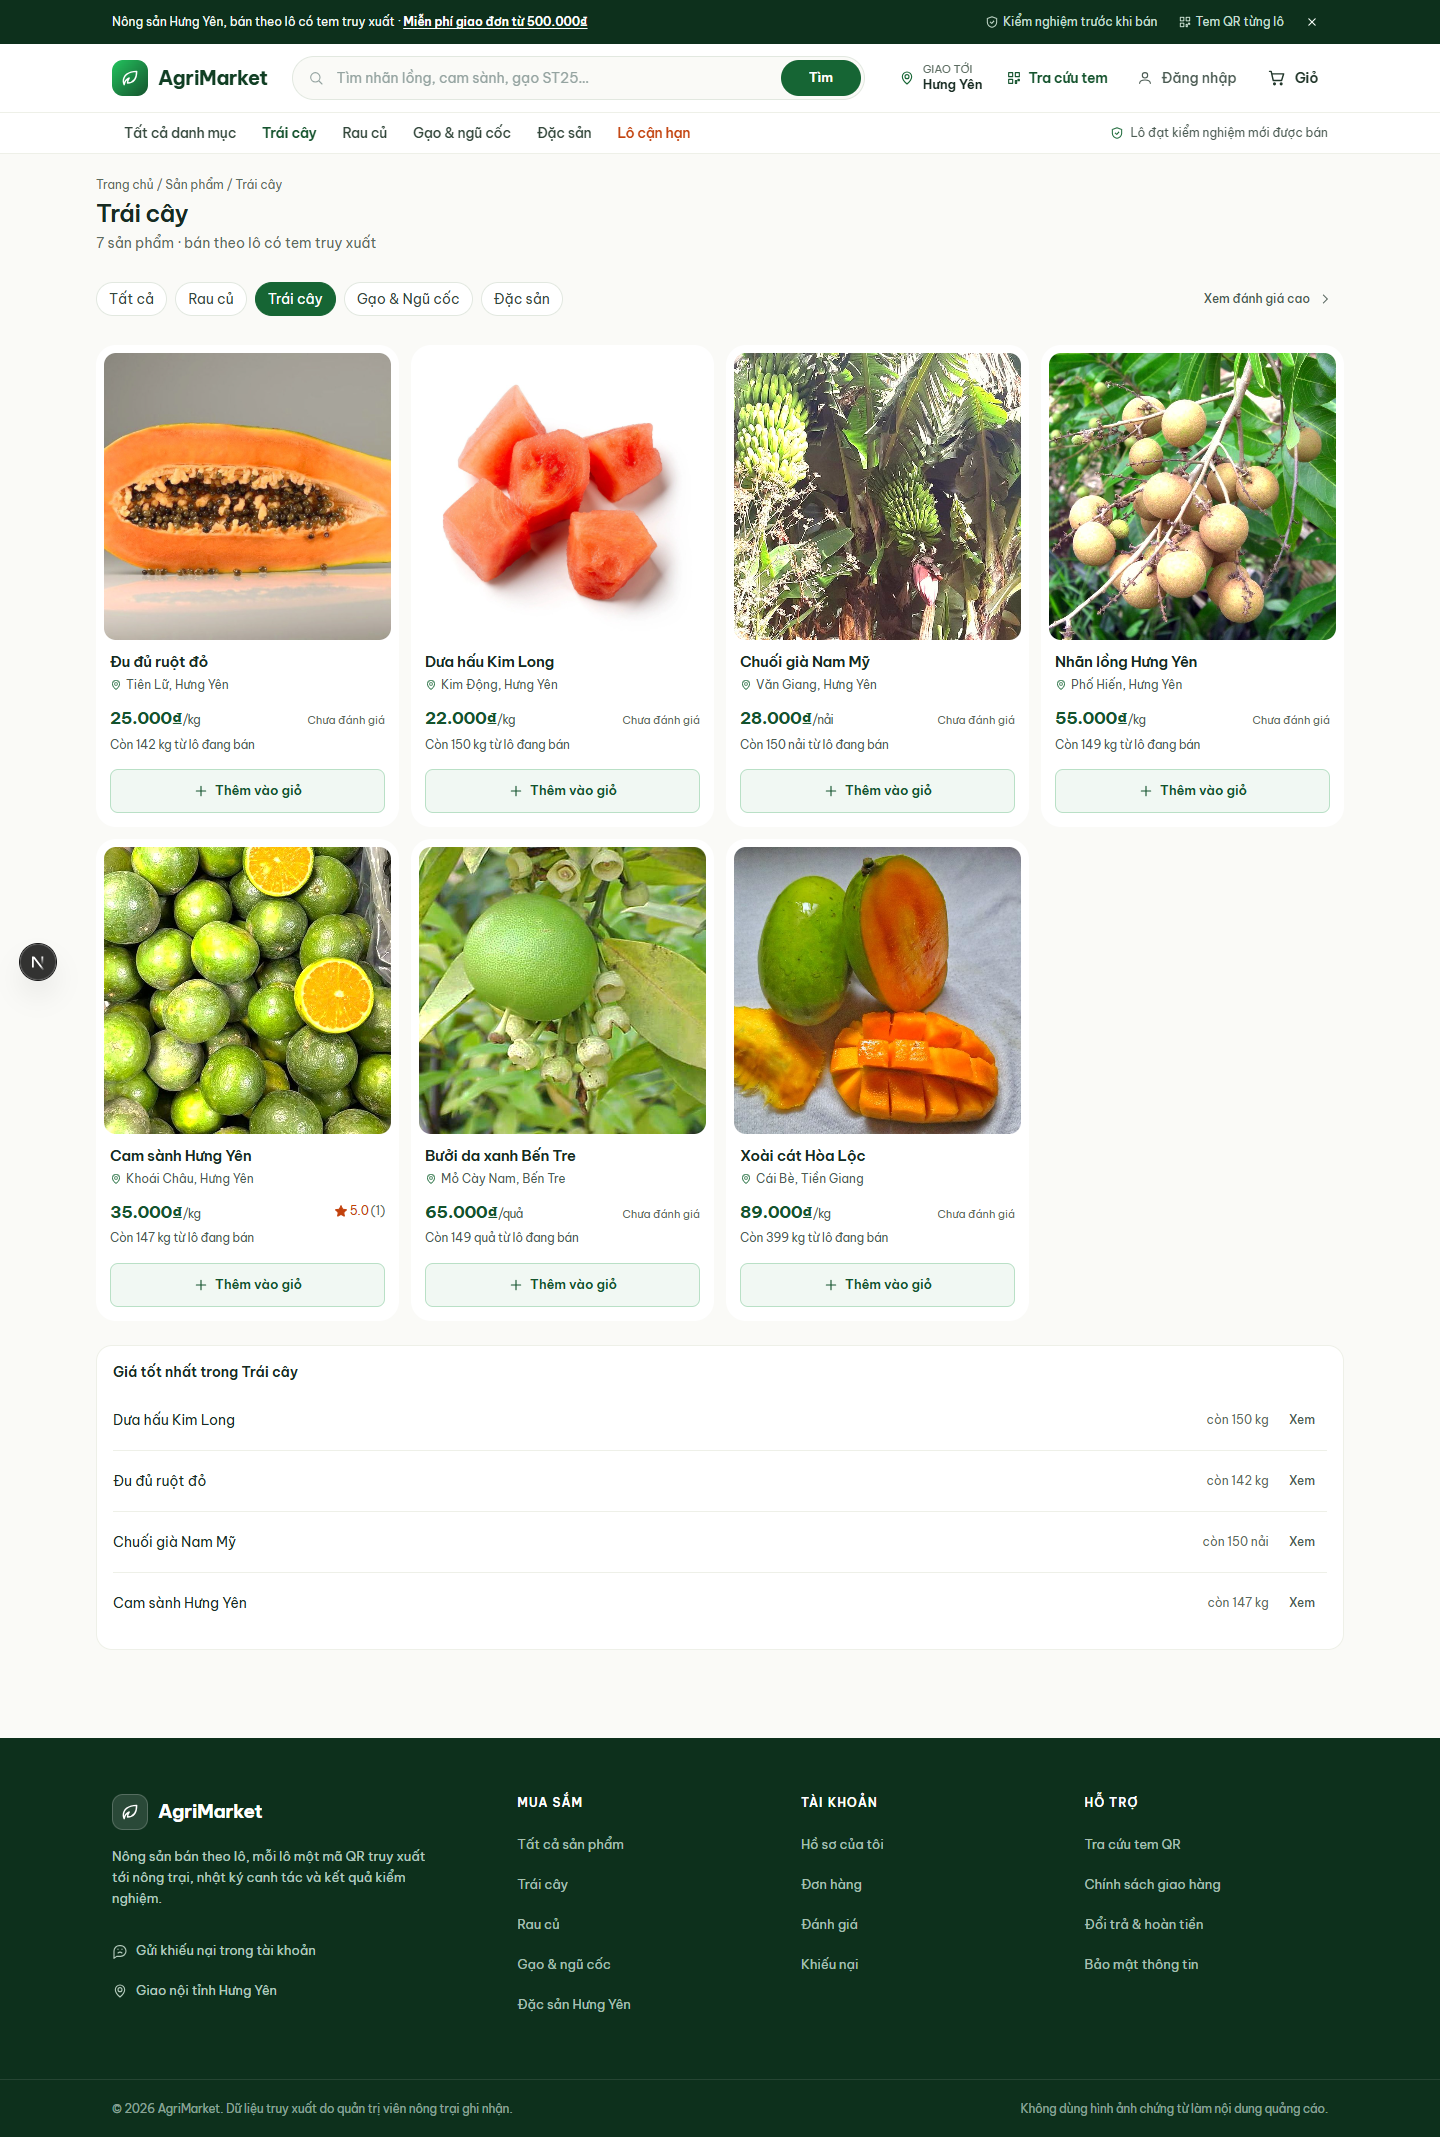 Nông sản Hưng Yên, bán theo lô có tem truy xuất · Miễn phí giao đơn từ 500.000₫
Kiểm nghiệm trước khi bán
Tem QR từng lô
AgriMarket
Tìm nhãn lồng, cam sành, gạo ST25...
Tìm
GIAO TỚI
Hưng Yên
Tra cứu tem
Đăng nhập
Giỏ
Tất cả danh mục
Trái cây
Rau củ
Gạo & ngũ cốc
Đặc sản
Lô cận hạn
Lô đạt kiểm nghiệm mới được bán
Trang chủ / Sản phẩm / Trái cây
Trái cây
7 sản phẩm · bán theo lô có tem truy xuất
Tất cả
Rau củ
Trái cây
Gạo & Ngũ cốc
Đặc sản
Xem đánh giá cao
Đu đủ ruột đỏ
Tiên Lữ, Hưng Yên
25.000₫/kg
Chưa đánh giá
Còn 142 kg từ lô đang bán
Thêm vào giỏ
Dưa hấu Kim Long
Kim Động, Hưng Yên
22.000₫/kg
Chưa đánh giá
Còn 150 kg từ lô đang bán
Thêm vào giỏ
Chuối già Nam Mỹ
Văn Giang, Hưng Yên
28.000₫/nải
Chưa đánh giá
Còn 150 nải từ lô đang bán
Thêm vào giỏ
Nhãn lồng Hưng Yên
Phố Hiến, Hưng Yên
55.000₫/kg
Chưa đánh giá
Còn 149 kg từ lô đang bán
Thêm vào giỏ
Cam sành Hưng Yên
Khoái Châu, Hưng Yên
35.000₫/kg
5.0 (1)
Còn 147 kg từ lô đang bán
Thêm vào giỏ
Bưởi da xanh Bến Tre
Mỏ Cày Nam, Bến Tre
65.000₫/quả
Chưa đánh giá
Còn 149 quả từ lô đang bán
Thêm vào giỏ
Xoài cát Hòa Lộc
Cái Bè, Tiền Giang
89.000₫/kg
Chưa đánh giá
Còn 399 kg từ lô đang bán
Thêm vào giỏ
N
Giá tốt nhất trong Trái cây
Dưa hấu Kim Long
còn 150 kg
Xem
Đu đủ ruột đỏ
còn 142 kg
Xem
Chuối già Nam Mỹ
còn 150 nải
Xem
Cam sành Hưng Yên
còn 147 kg
Xem
AgriMarket
Nông sản bán theo lô, mỗi lô một mã QR truy xuất
tới nông trại, nhật ký canh tác và kết quả kiểm
nghiệm.
Gửi khiếu nại trong tài khoản
Giao nội tỉnh Hưng Yên
MUA SẮM
Tất cả sản phẩm
Trái cây
Rau củ
Gạo & ngũ cốc
Đặc sản Hưng Yên
TÀI KHOẢN
Hồ sơ của tôi
Đơn hàng
Đánh giá
Khiếu nại
HỖ TRỢ
Tra cứu tem QR
Chính sách giao hàng
Đổi trả & hoàn tiền
Bảo mật thông tin
© 2026 AgriMarket. Dữ liệu truy xuất do quản trị viên nông trại ghi nhận.
Không dùng hình ảnh chứng từ làm nội dung quảng cáo.